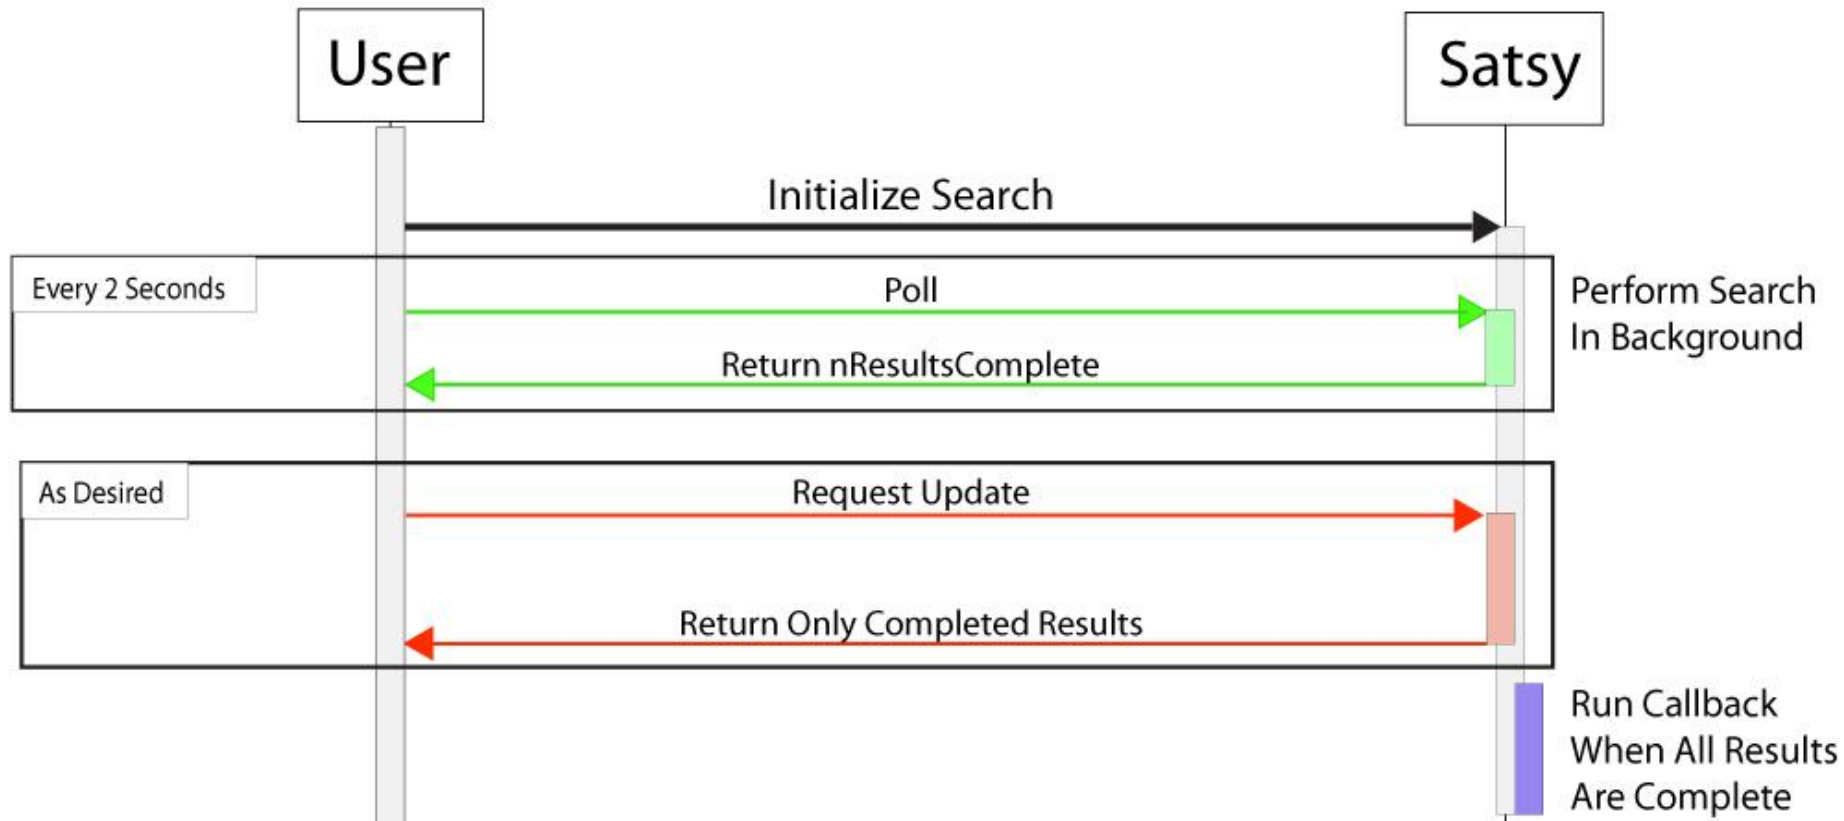 User
Satsy
Initialize Search
Every 2 Seconds
Poll
Perform Search
In Background
Return nResultsComplete
As Desired
Request Update
Return Only Completed Results
Run Callback
When All Results
Are Complete